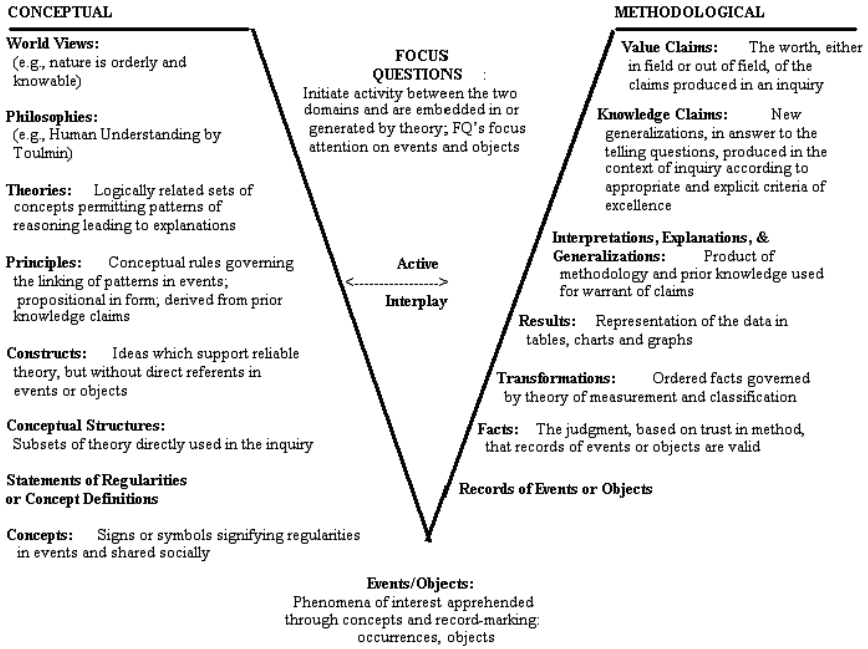 CONCEPTUAL
World Views:
(e.g., nature is orderly and
knowable)
Philosophies:
(e.g., Human Understanding by
Toulmin)
Theories: Logically related sets of
concepts permitting patterns of
reasoning leading to explanations
Principles: Conceptual rules governing
the linking of patterns in events;
propositional in form; derived from prior
knowledge claims
Constructs: Ideas which support reliable
theory, but without direct referents in
events or objects
Conceptual Structures:
Subsets of theory directly used in the inquiry
Statements of Regularities
or Concept Definitions
Concepts: Signs or symbols signifying regularities
in events and shared socially
FOCUS
QUESTIONS :
Initiate activity between the two
domains and are embedded in or
generated by theory; FQ's focus
attention on events and objects
Active
<---------------->
Interplay
METHODOLOGICAL
Value Claims: The worth, either
in field or out of field, of the
claims produced in an inquiry
Knowledge Claims: New
generalizations, in answer to the
telling questions, produced in the
context of inquiry according to
appropriate and explicit criteria of
excellence
Interpretations, Explanations, &
Generalizations: Product of
methodology and prior knowledge used
for warrant of claims
Results: Representation of the data in
tables, charts and graphs
Transformations: Ordered facts governed
by theory of measurement and classification
Facts: The judgment, based on trust in method,
that records of events or objects are valid
Records of Events or Objects
Events/Objects:
Phenomena of interest apprehended
through concepts and record-marking:
occurrences, objects